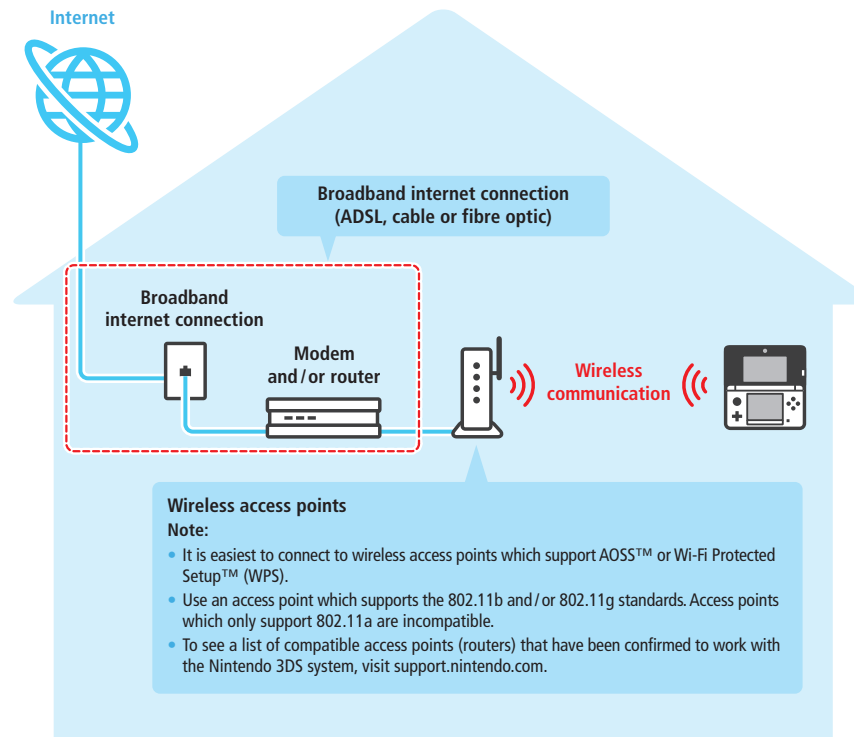 Internet
Broadband internet connection
(ADSL, cable or fibre optic)
Broadband
internet connection
Modem
and/or router
Wireless
communication
Wireless access points
Note:
• It is easiest to connect to wireless access points which support AOSS™ or Wi-Fi Protected
Setup™ (WPS).
• Use an access point which supports the 802.11b and/or 802.11g standards. Access points
which only support 802.11a are incompatible.
• To see a list of compatible access points (routers) that have been confirmed to work with
the Nintendo 3DS system, visit support.nintendo.com.